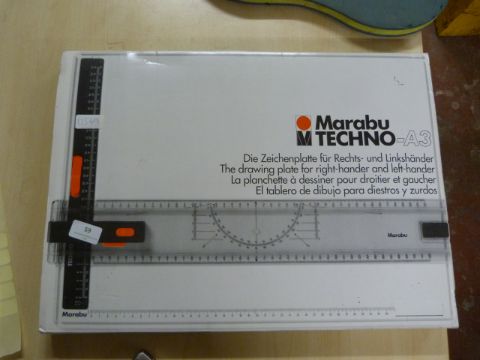 Marabu
TECHNO-A3
Die Zeichenplatte für Rechts- und Linkshänder
The drawing plate for right-hander and left-hander
La planchette à dessiner pour droitier et gaucher
El tablero de dibujo para diestros y zurdos
59
Marabu
Marabu